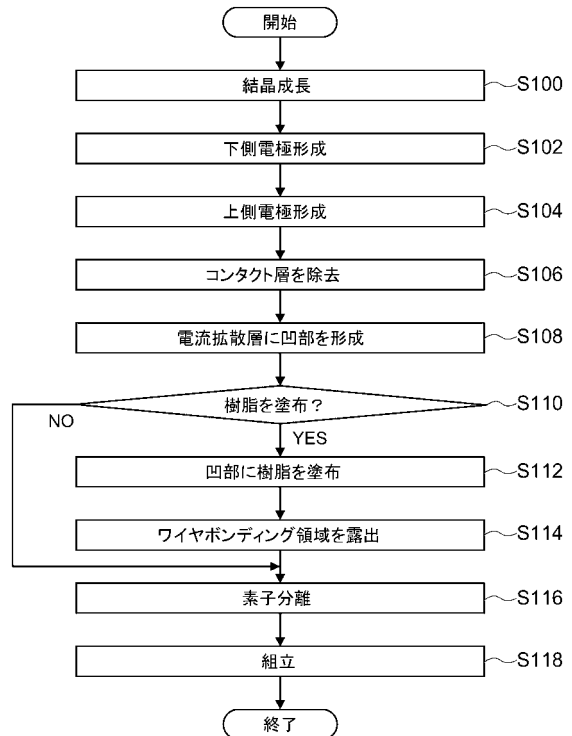 開始
結晶成長
S100
下側電極形成
S102
上側電極形成
S104
コンタクト層を除去
S106
電流拡散層に凹部を形成
S108
樹脂を塗布？
S110
NO
YES
凹部に樹脂を塗布
S112
ワイヤボンディング領域を露出
S114
素子分離
S116
組立
S118
終了